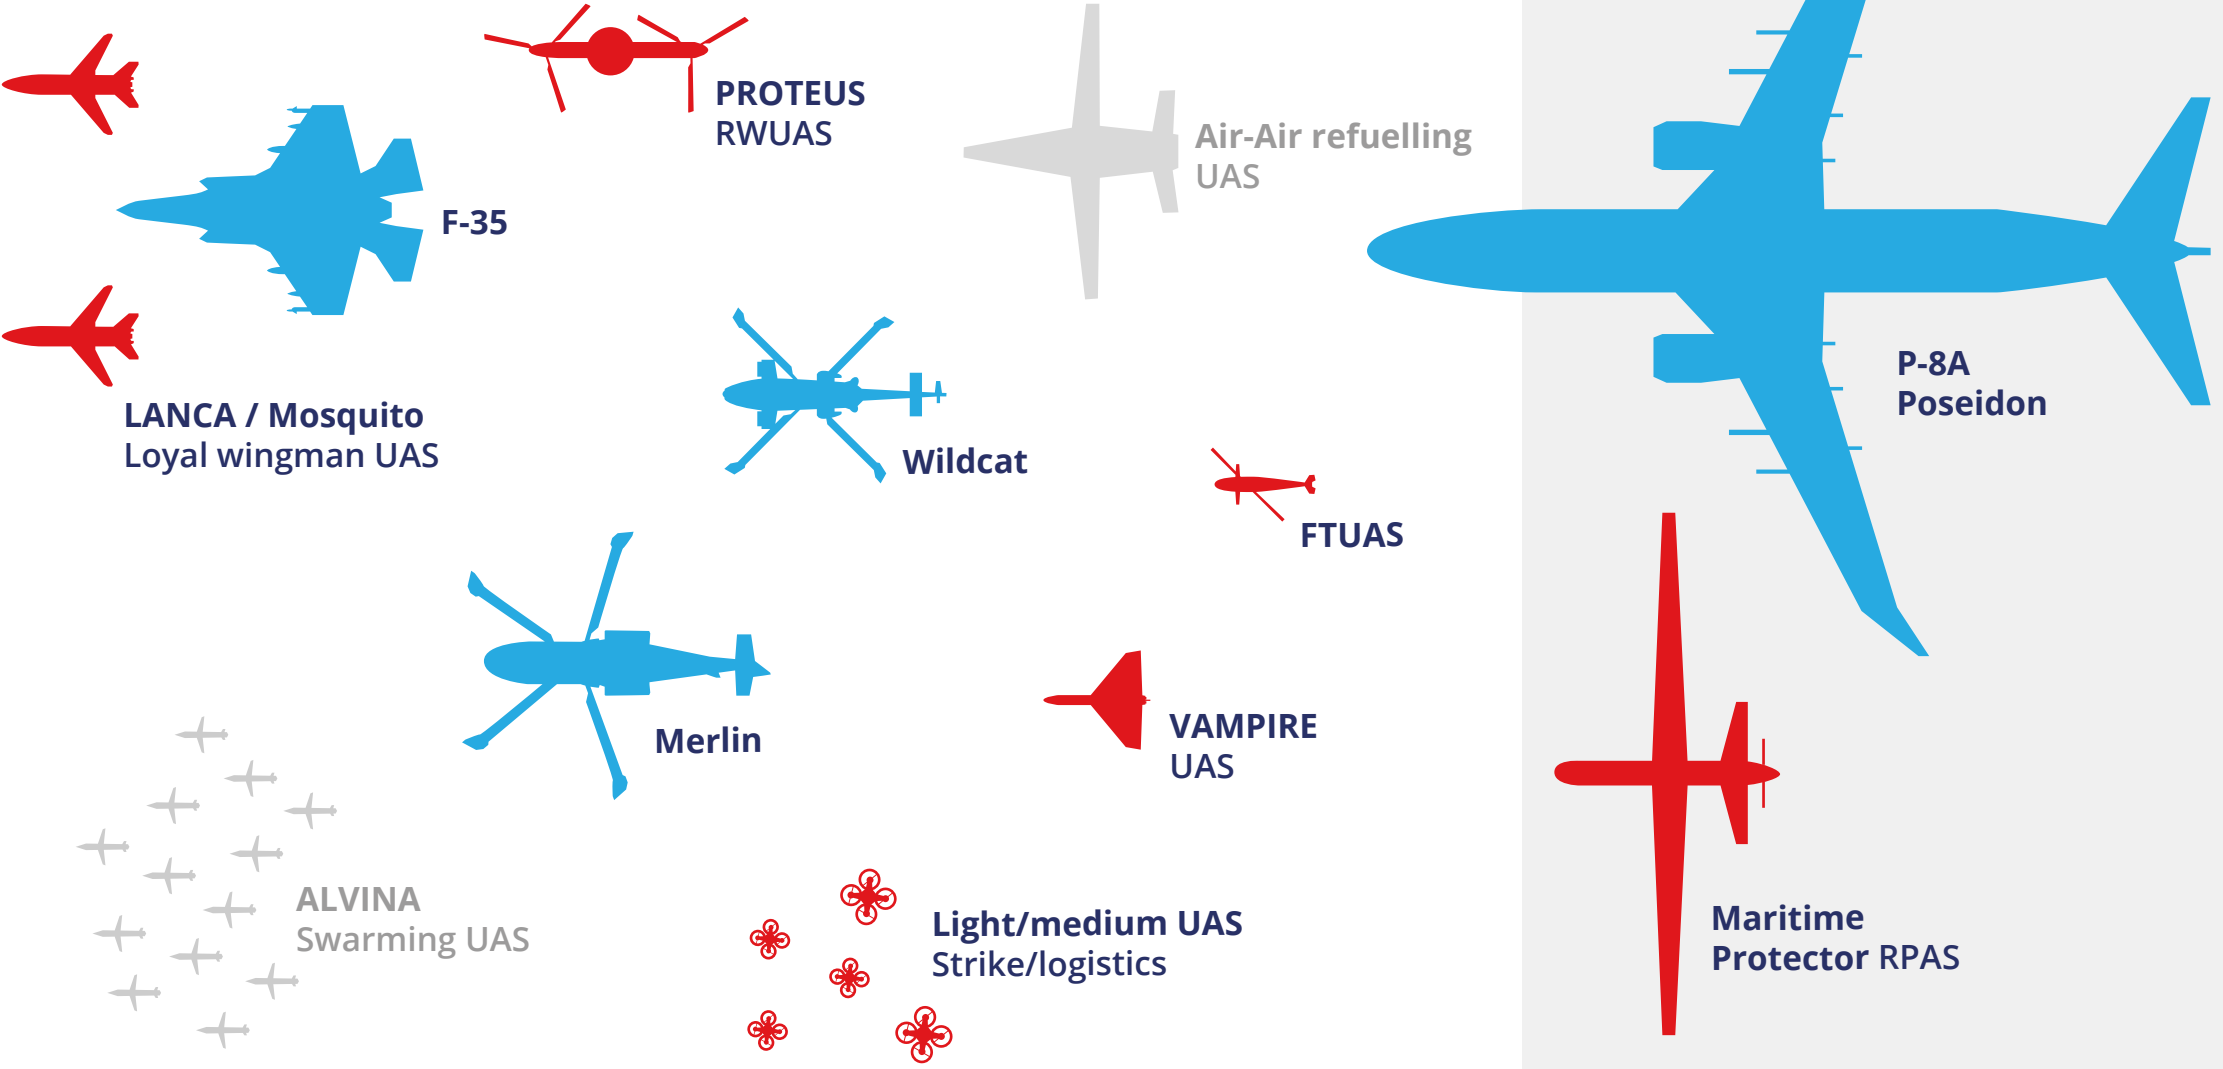 PROTEUS
RWUAS
Air-Air refuelling
UAS
F-35
LANCA / Mosquito
Loyal wingman UAS
Wildcat
FTUAS
P-8A
Poseidon
Merlin
VAMPIRE
UAS
ALVINA
Swarming UAS
Light/medium UAS
Strike/logistics
Maritime
Protector RPAS